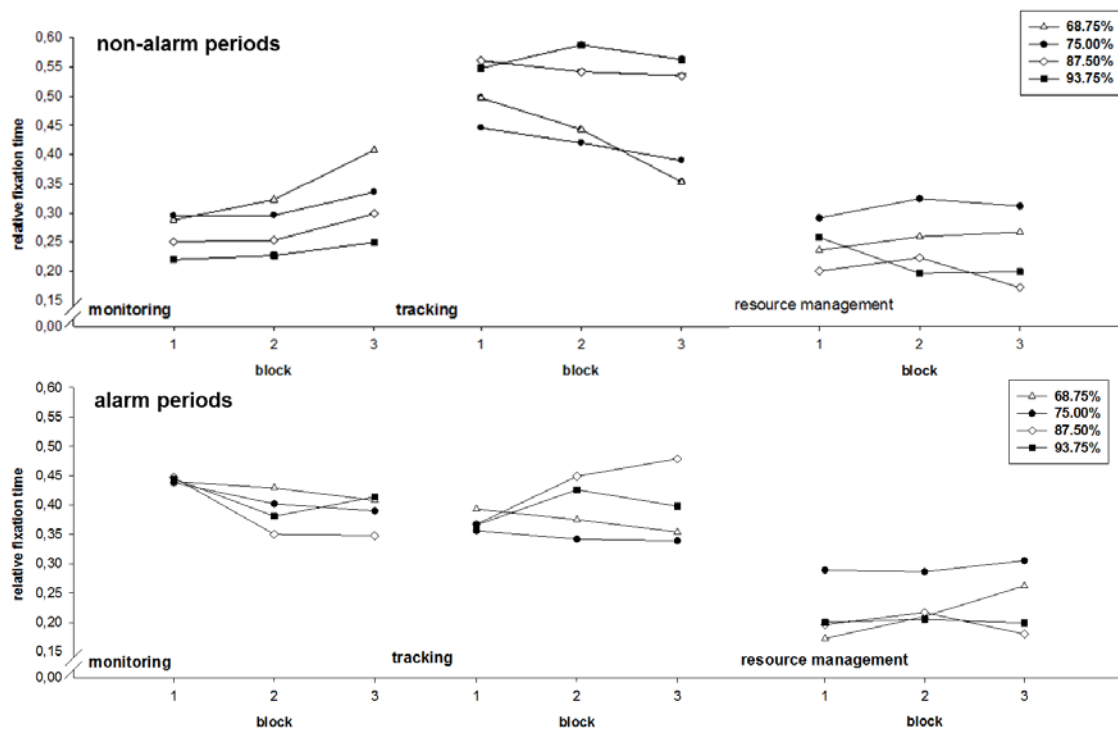 non-alarm periods
68.75%
75.00%
87.50%
93.75%
relative fixation time
0,60
0,55
0,50
0,45
0,40
0,35
0,30
0,25
0,20
0,15
0,00
monitoring
tracking
resource management
1 2 3 1 2 3 1 2 3
block block block
alarm periods
68.75%
75.00%
87.50%
93.75%
relative fixation time
0,60
0,55
0,50
0,45
0,40
0,35
0,30
0,25
0,20
0,15
0,00
monitoring
tracking
resource management
1 2 3 1 2 3 1 2 3
block block block